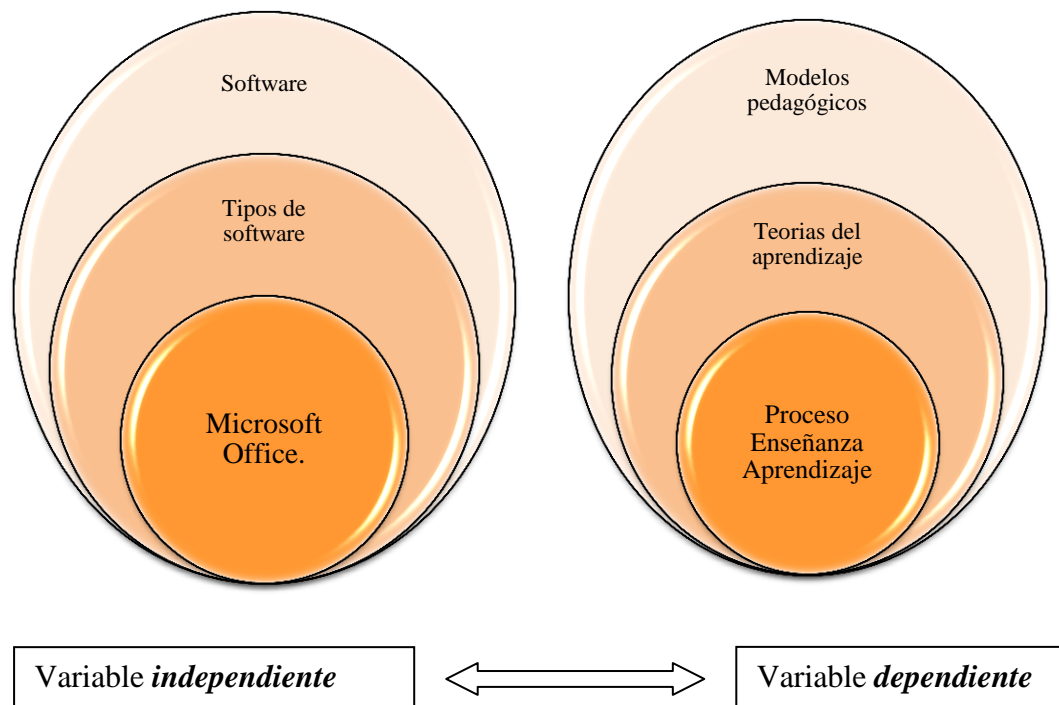 Software
Tipos de
software
Microsoft
Office.
Modelos
pedagógicos
Teorias del
aprendizaje
Proceso
Enseñanza
Aprendizaje
Variable independiente
Variable dependiente